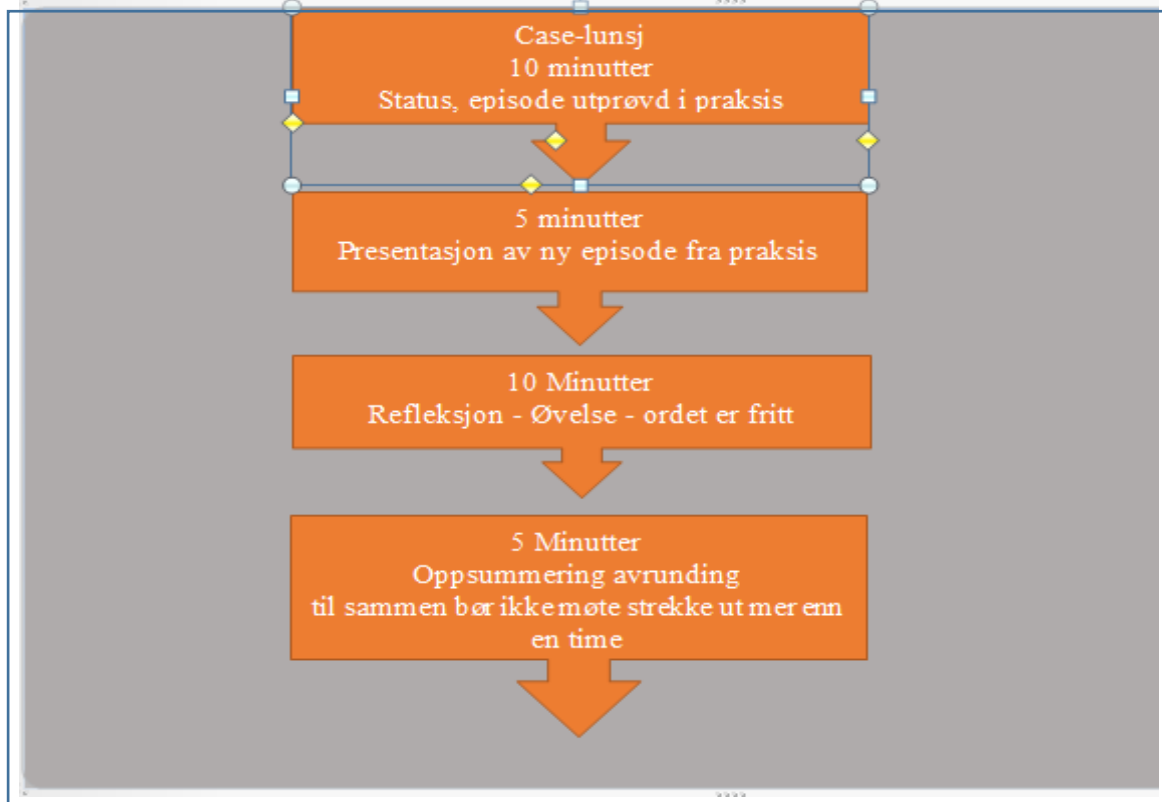 Case-lunsj
10 minutter
Status, episode utprøvd i praksis
5 minutter
Presentasjon av ny episode fra praksis
10 Minutter
Refleksjon - Øvelse - ordet er fritt
5 Minutter
Oppsummering avrunding
til sammen bør ikke møte strekke ut mer enn
en time